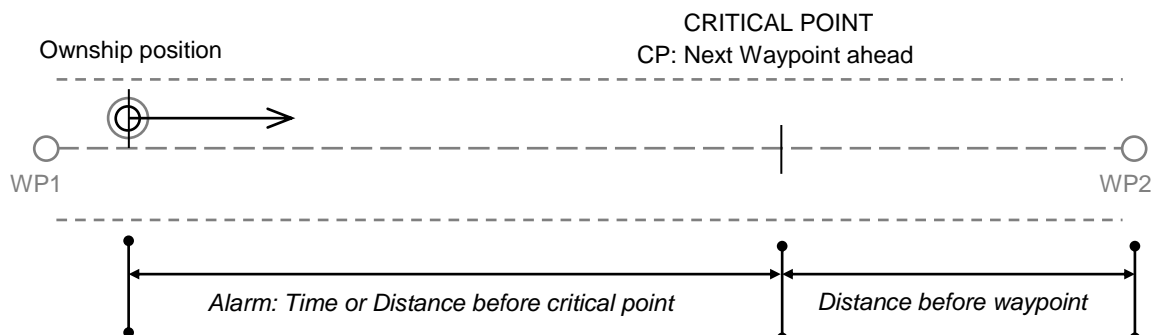 CRITICAL POINT
Ownship position
CP: Next Waypoint ahead
WP1
WP2
Alarm: Time or Distance before critical point
Distance before waypoint